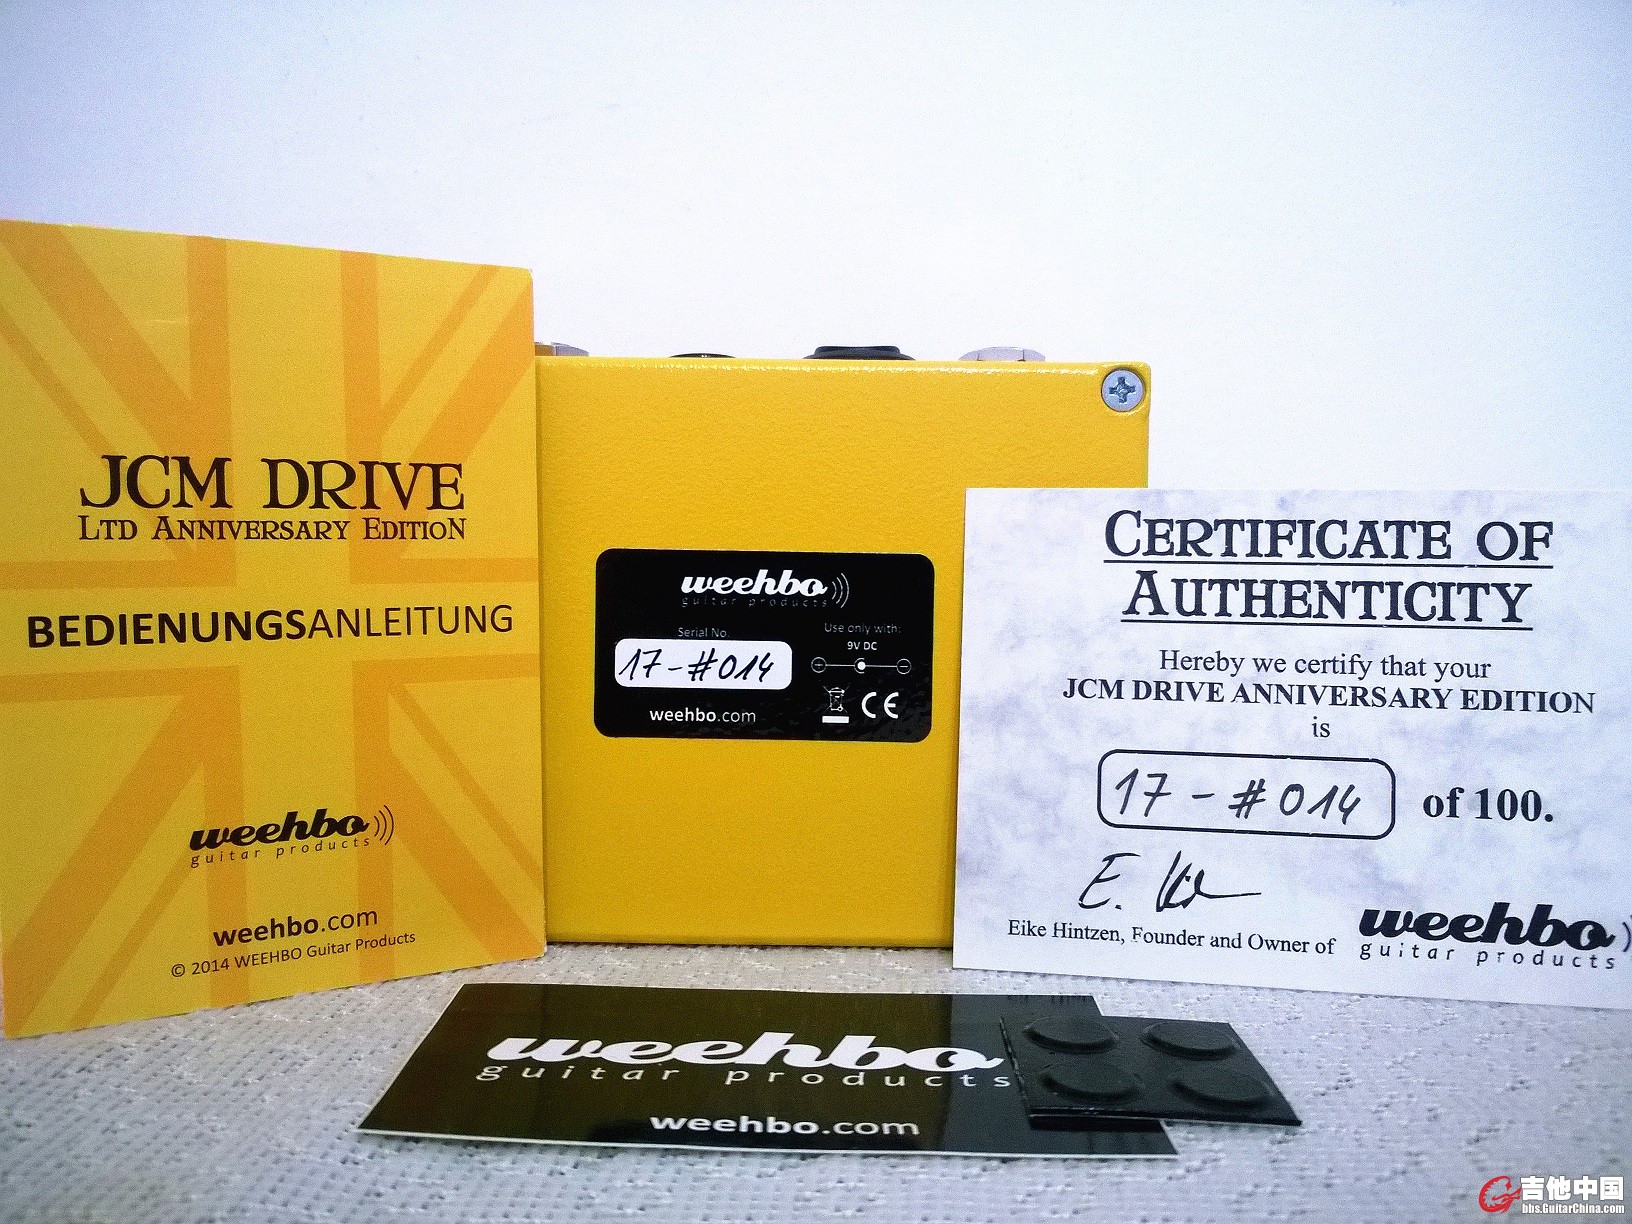 JCM DRIVE
LTD ANNIVERSARY EDITION
BEDIENUNGSANLEITUNG
weehbo
guitar products
weehbo.com
© 2014 WEEHBO Guitar Products
weehbo
guitar products
Serial No.
17-#014
weehbo.com
Use only with:
9V DC
+ -
CE
CERTIFICATE OF
AUTHENTICITY
Hereby we certify that your
JCM DRIVE ANNIVERSARY EDITION
is
17-#014 of 100.
E.
Eike Hintzen, Founder and Owner of
weehbo
guitar products
weehbo
guitar products
weehbo.com
吉他中国
bbs.GuitarChina.com